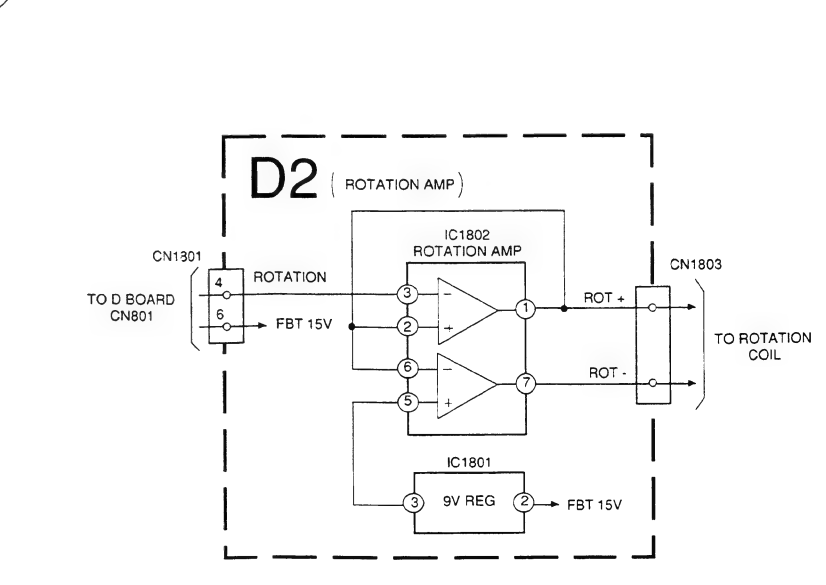 D2 ( ROTATION AMP )
IC1802
ROTATION AMP
CN1301
4
ROTATION
TO D BOARD
CN801
6
FBT 15V
3
−
2
+
1
ROT +
6
−
5
+
7
ROT -
CN1803
TO ROTATION
COIL
IC1801
3
9V REG
2
FBT 15V